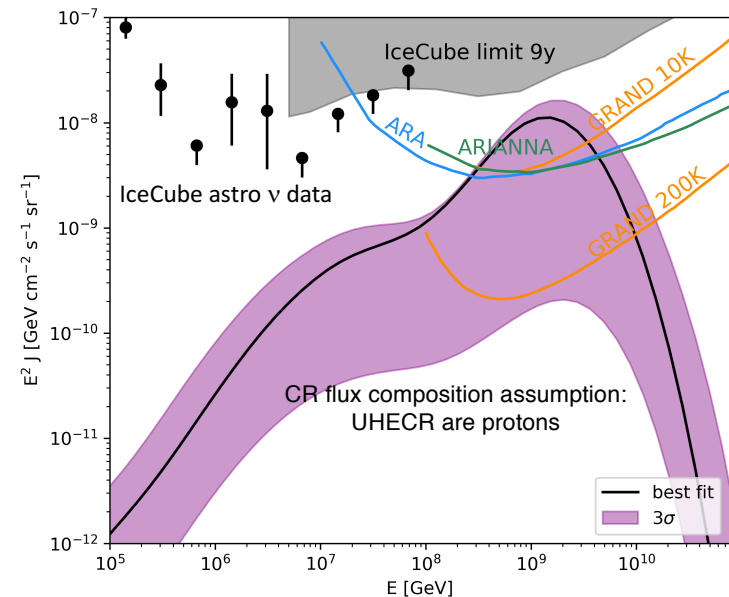 10⁻⁷
10⁻⁸
10⁻⁹
10⁻¹⁰
10⁻¹¹
10⁻¹²
E² J [GeV cm⁻² s⁻¹ sr⁻¹]
IceCube limit 9y
GRAND 10K
ARA
ARIANNA
IceCube astro ν data
GRAND 200K
CR flux composition assumption:
UHECR are protons
best fit
3σ
10⁵
10⁶
10⁷
10⁸
10⁹
10¹⁰
E [GeV]